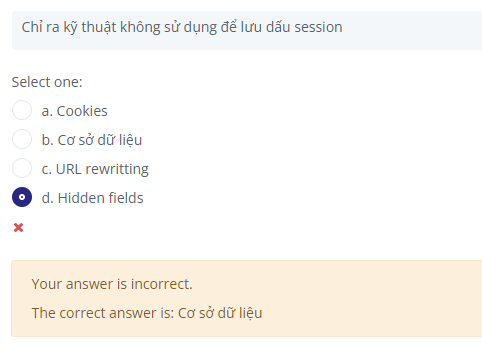 Chỉ ra kỹ thuật không sử dụng để lưu dấu session
Select one:
a. Cookies
b. Cơ sở dữ liệu
c. URL rewritting
d. Hidden fields
Your answer is incorrect.
The correct answer is: Cơ sở dữ liệu